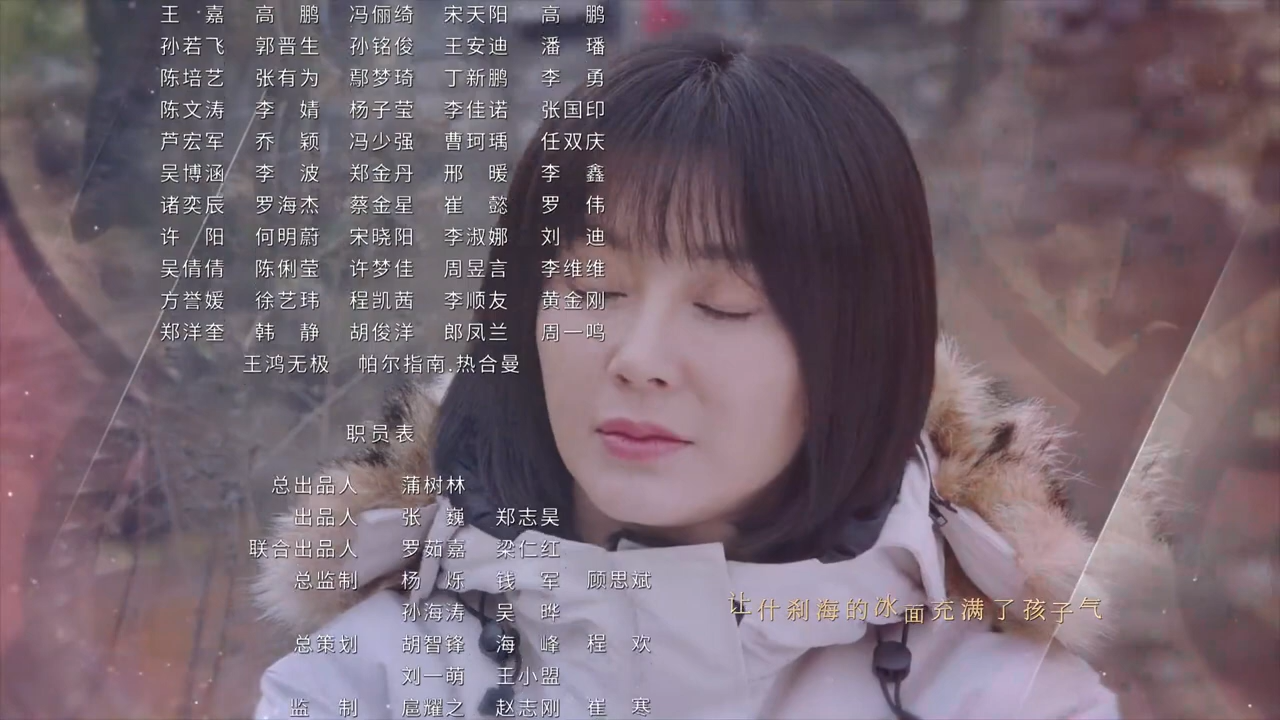 王 嘉 高 鹏 冯俪绮 宋天阳 高 鹏
孙若飞 郭晋生 孙铭俊 王安迪 潘 璠
陈培艺 张有为 鄢梦琦 丁新鹏 李 勇
陈文涛 李 婧 杨子莹 李佳诺 张国印
芦宏军 乔 颖 冯少强 曹珂瑀 任双庆
吴博涵 李 波 郑金丹 邢 暖 李 鑫
诸奕辰 罗海杰 蔡金星 崔 懿 罗 伟
许 阳 何明蔚 宋晓阳 李淑娜 刘 迪
吴倩倩 陈俐莹 许梦佳 周昱言 李维维
方誉媛 徐艺玮 程凯茜 李顺友 黄金刚
郑洋奎 韩 静 胡俊洋 郎凤兰 周一鸣
王鸿无极 帕尔指南.热合曼
职员表
总出品人 蒲树林
出品人 张 巍 郑志昊
联合出品人 罗茹嘉 梁仁红
总监制 杨 烁 钱 军 顾思斌
孙海涛 吴 晔
让什刹海的冰面充满了孩子气
总策划 胡智锋 海 峰 程 欢
刘一萌 王小盟
监 制 扈耀之 赵志刚 崔 寒